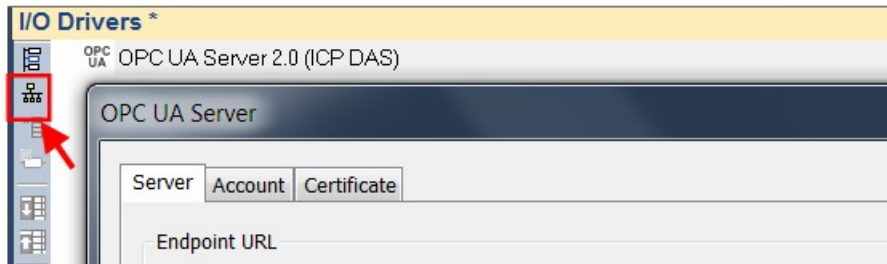 I/O Drivers *
OPC UA OPC UA Server 2.0 (ICP DAS)
OPC UA Server
Server Account Certificate
Endpoint URL